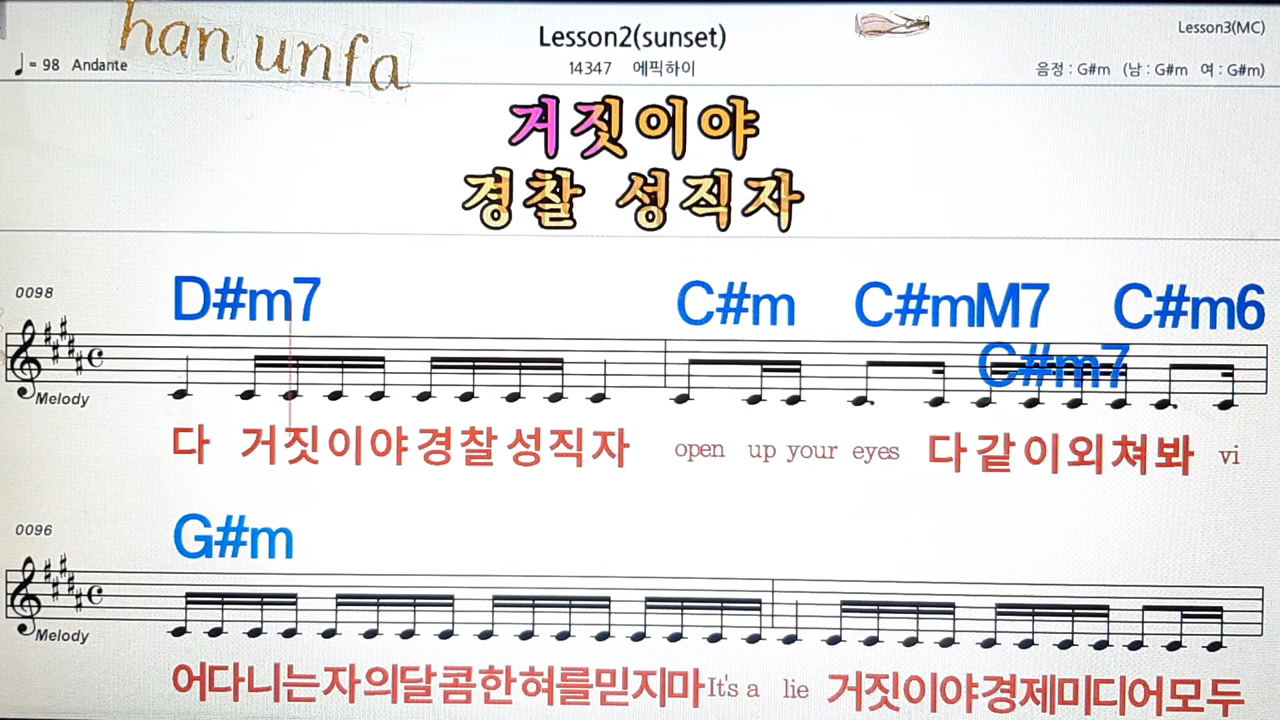 han unfa
Lesson2(sunset)
Lesson3(MC)
♩ = 98 Andante
14347 에픽하이
음정 : G#m (남 : G#m 여 : G#m)
거짓이야
경찰 성직자
0098
D#m7 C#m C#mM7 C#m6
C#m7
Melody
다 거짓이야경찰성직자 open up your eyes 다같이외쳐봐 vi
0096
G#m
Melody
어다니는자의달콤한혀를믿지마It's a lie 거짓이야경제미디어모두